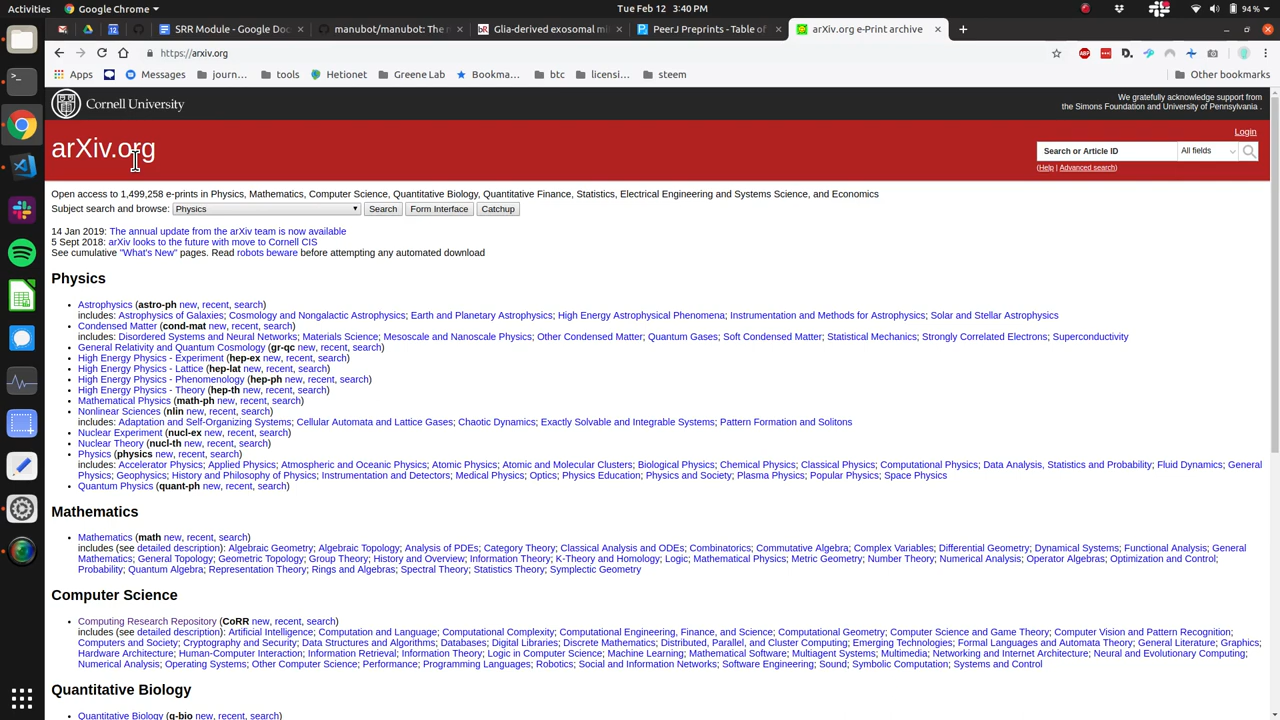 Google Chrome
Tue Feb 12 3:40 PM
94 %
SRR Module - Google Doc
manubot/manubot: The m
Glia-derived exosomal mi
PeerJ Preprints - Table of
arXiv.org e-Print archive
https://arxiv.org
Apps Messages journ... tools Hetionet Greene Lab Bookma... btc licensi... steem Other bookmarks
Cornell University
We gratefully acknowledge support from
the Simons Foundation and University of Pennsylvania .
Login
arXiv.org
Search or Article ID All fields
(Help | Advanced search)
Open access to 1,499,258 e-prints in Physics, Mathematics, Computer Science, Quantitative Biology, Quantitative Finance, Statistics, Electrical Engineering and Systems Science, and Economics
Subject search and browse: Physics Search Form Interface Catchup
14 Jan 2019: The annual update from the arXiv team is now available
5 Sept 2018: arXiv looks to the future with move to Cornell CIS
See cumulative "What's New" pages. Read robots beware before attempting any automated download
Physics
Astrophysics (astro-ph new, recent, search)
includes: Astrophysics of Galaxies; Cosmology and Nongalactic Astrophysics; Earth and Planetary Astrophysics; High Energy Astrophysical Phenomena; Instrumentation and Methods for Astrophysics; Solar and Stellar Astrophysics
Condensed Matter (cond-mat new, recent, search)
includes: Disordered Systems and Neural Networks; Materials Science; Mesoscale and Nanoscale Physics; Other Condensed Matter; Quantum Gases; Soft Condensed Matter; Statistical Mechanics; Strongly Correlated Electrons; Superconductivity
General Relativity and Quantum Cosmology (gr-qc new, recent, search)
High Energy Physics - Experiment (hep-ex new, recent, search)
High Energy Physics - Lattice (hep-lat new, recent, search)
High Energy Physics - Phenomenology (hep-ph new, recent, search)
High Energy Physics - Theory (hep-th new, recent, search)
Mathematical Physics (math-ph new, recent, search)
Nonlinear Sciences (nlin new, recent, search)
includes: Adaptation and Self-Organizing Systems; Cellular Automata and Lattice Gases; Chaotic Dynamics; Exactly Solvable and Integrable Systems; Pattern Formation and Solitons
Nuclear Experiment (nucl-ex new, recent, search)
Nuclear Theory (nucl-th new, recent, search)
Physics (physics new, recent, search)
includes: Accelerator Physics; Applied Physics; Atmospheric and Oceanic Physics; Atomic Physics; Atomic and Molecular Clusters; Biological Physics; Chemical Physics; Classical Physics; Computational Physics; Data Analysis, Statistics and Probability; Fluid Dynamics; General
Physics; Geophysics; History and Philosophy of Physics; Instrumentation and Detectors; Medical Physics; Optics; Physics Education; Physics and Society; Plasma Physics; Popular Physics; Space Physics
Quantum Physics (quant-ph new, recent, search)
Mathematics
Mathematics (math new, recent, search)
includes (see detailed description): Algebraic Geometry; Algebraic Topology; Analysis of PDEs; Category Theory; Classical Analysis and ODEs; Combinatorics; Commutative Algebra; Complex Variables; Differential Geometry; Dynamical Systems; Functional Analysis; General
Mathematics; General Topology; Geometric Topology; Group Theory; History and Overview; Information Theory; K-Theory and Homology; Logic; Mathematical Physics; Metric Geometry; Number Theory; Numerical Analysis; Operator Algebras; Optimization and Control;
Probability; Quantum Algebra; Representation Theory; Rings and Algebras; Spectral Theory; Statistics Theory; Symplectic Geometry
Computer Science
Computing Research Repository (CoRR new, recent, search)
includes (see detailed description): Artificial Intelligence; Computation and Language; Computational Complexity; Computational Engineering, Finance, and Science; Computational Geometry; Computer Science and Game Theory; Computer Vision and Pattern Recognition;
Computers and Society; Cryptography and Security; Data Structures and Algorithms; Databases; Digital Libraries; Discrete Mathematics; Distributed, Parallel, and Cluster Computing; Emerging Technologies; Formal Languages and Automata Theory; General Literature; Graphics;
Hardware Architecture; Human-Computer Interaction; Information Retrieval; Information Theory; Logic in Computer Science; Machine Learning; Mathematical Software; Multiagent Systems; Multimedia; Networking and Internet Architecture; Neural and Evolutionary Computing;
Numerical Analysis; Operating Systems; Other Computer Science; Performance; Programming Languages; Robotics; Social and Information Networks; Software Engineering; Sound; Symbolic Computation; Systems and Control
Quantitative Biology
Quantitative Biology (q-bio new, recent, search)